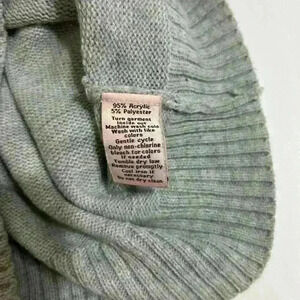 95% Acrylic
5% Polyester
Turn garment
inside out
Machine wash cold
Wash with like
colors
Gentle cycle
Only non-chlorine
bleach for colors
if needed
Tumble dry low
Remove promptly
Cool iron if
necessary
Do not dry clean